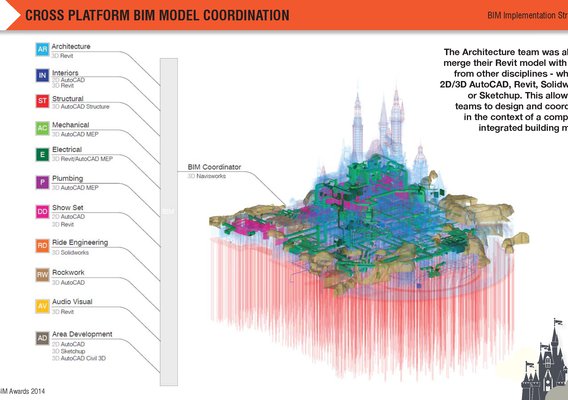 CROSS PLATFORM BIM MODEL COORDINATION
BIM Implementation Str
The Architecture team was
merge their Revit model with
from other disciplines - wh
2D/3D AutoCAD, Revit, Solidw
or Sketchup. This allow
teams to design and coord
in the context of a comp
integrated building m
AR Architecture
3D Revit
IN Interiors
2D AutoCAD
3D Revit
ST Structural
3D AutoCAD Structure
AC Mechanical
3D AutoCAD MEP
E Electrical
3D Revit/AutoCAD MEP
P Plumbing
3D AutoCAD MEP
DD Show Set
2D AutoCAD
3D Revit
RD Ride Engineering
3D Solidworks
RW Rockwork
3D AutoCAD
AV Audio Visual
3D Revit
AD Area Development
2D AutoCAD
3D Sketchup
3D AutoCAD Civil 3D
BIM
BIM Coordinator
3D Navisworks
IM Awards 2014